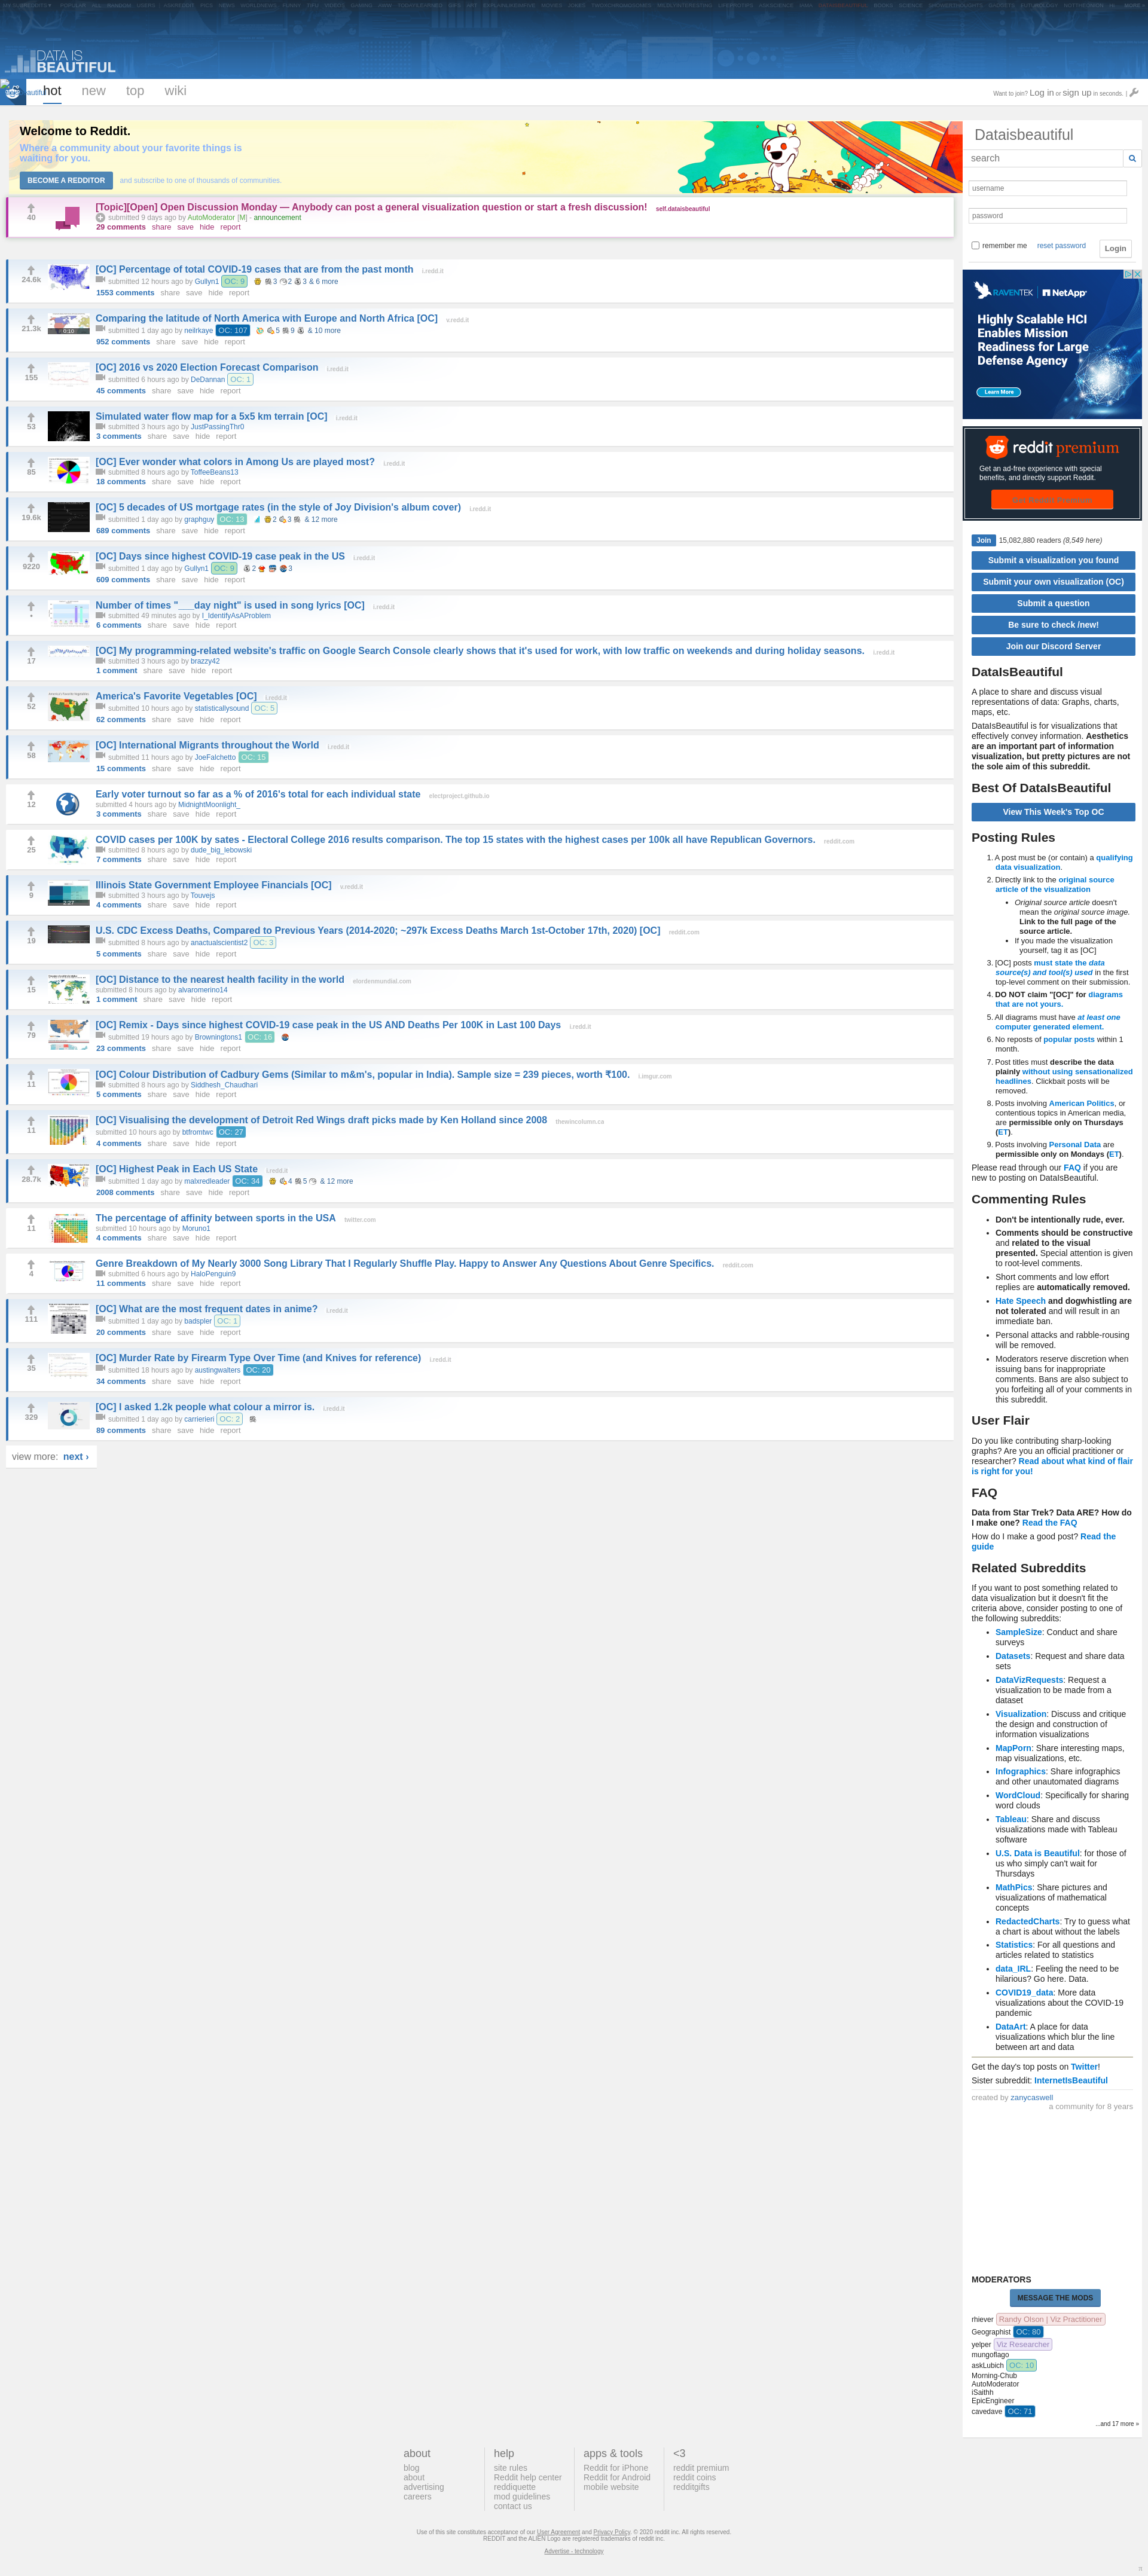 DATA IS
BEAUTIFUL
hot new top wiki
Want to join? Log in or sign up in seconds. |
Welcome to Reddit.
Where a community about your favorite things is
waiting for you.
BECOME A REDDITOR and subscribe to one of thousands of communities.
40
[Topic][Open] Open Discussion Monday — Anybody can post a general visualization question or start a fresh discussion! self.dataisbeautiful
submitted 9 days ago by AutoModerator [M] - announcement
29 comments share save hide report
24.6k
[OC] Percentage of total COVID-19 cases that are from the past month i.redd.it
submitted 12 hours ago by Gullyn1 OC: 9 3 2 3 & 6 more
1553 comments share save hide report
21.3k
0:10
Comparing the latitude of North America with Europe and North Africa [OC] v.redd.it
submitted 1 day ago by neilrkaye OC: 107 5 9 & 10 more
952 comments share save hide report
155
[OC] 2016 vs 2020 Election Forecast Comparison i.redd.it
submitted 6 hours ago by DeDannan OC: 1
45 comments share save hide report
53
Simulated water flow map for a 5x5 km terrain [OC] i.redd.it
submitted 3 hours ago by JustPassingThr0
3 comments share save hide report
85
[OC] Ever wonder what colors in Among Us are played most? i.redd.it
submitted 8 hours ago by ToffeeBeans13
18 comments share save hide report
19.6k
[OC] 5 decades of US mortgage rates (in the style of Joy Division's album cover) i.redd.it
submitted 1 day ago by graphguy OC: 13 2 3 & 12 more
689 comments share save hide report
9220
[OC] Days since highest COVID-19 case peak in the US i.redd.it
submitted 1 day ago by Gullyn1 OC: 9 2 3
609 comments share save hide report
•
Number of times "___day night" is used in song lyrics [OC] i.redd.it
submitted 49 minutes ago by I_IdentifyAsAProblem
6 comments share save hide report
17
[OC] My programming-related website's traffic on Google Search Console clearly shows that it's used for work, with low traffic on weekends and during holiday seasons. i.redd.it
submitted 3 hours ago by brazzy42
1 comment share save hide report
52
America's Favorite Vegetables [OC] i.redd.it
submitted 10 hours ago by statisticallysound OC: 5
62 comments share save hide report
58
[OC] International Migrants throughout the World i.redd.it
submitted 11 hours ago by JoeFalchetto OC: 15
15 comments share save hide report
12
Early voter turnout so far as a % of 2016's total for each individual state electproject.github.io
submitted 4 hours ago by MidnightMoonlight_
3 comments share save hide report
25
COVID cases per 100K by sates - Electoral College 2016 results comparison. The top 15 states with the highest cases per 100k all have Republican Governors. reddit.com
submitted 8 hours ago by dude_big_lebowski
7 comments share save hide report
9
2:27
Illinois State Government Employee Financials [OC] v.redd.it
submitted 3 hours ago by Touvejs
4 comments share save hide report
19
U.S. CDC Excess Deaths, Compared to Previous Years (2014-2020; ~297k Excess Deaths March 1st-October 17th, 2020) [OC] reddit.com
submitted 8 hours ago by anactualscientist2 OC: 3
5 comments share save hide report
15
[OC] Distance to the nearest health facility in the world elordenmundial.com
submitted 8 hours ago by alvaromerino14
1 comment share save hide report
79
[OC] Remix - Days since highest COVID-19 case peak in the US AND Deaths Per 100K in Last 100 Days i.redd.it
submitted 19 hours ago by Browningtons1 OC: 16
23 comments share save hide report
11
[OC] Colour Distribution of Cadbury Gems (Similar to m&m's, popular in India). Sample size = 239 pieces, worth ₹100. i.imgur.com
submitted 8 hours ago by Siddhesh_Chaudhari
5 comments share save hide report
11
[OC] Visualising the development of Detroit Red Wings draft picks made by Ken Holland since 2008 thewincolumn.ca
submitted 10 hours ago by btfromtwc OC: 27
4 comments share save hide report
28.7k
[OC] Highest Peak in Each US State i.redd.it
submitted 1 day ago by malxredleader OC: 34 4 5 & 12 more
2008 comments share save hide report
11
The percentage of affinity between sports in the USA twitter.com
submitted 10 hours ago by Moruno1
4 comments share save hide report
4
Genre Breakdown of My Nearly 3000 Song Library That I Regularly Shuffle Play. Happy to Answer Any Questions About Genre Specifics. reddit.com
submitted 6 hours ago by HaloPenguin9
11 comments share save hide report
111
[OC] What are the most frequent dates in anime? i.redd.it
submitted 1 day ago by badspler OC: 1
20 comments share save hide report
35
[OC] Murder Rate by Firearm Type Over Time (and Knives for reference) i.redd.it
submitted 18 hours ago by austingwalters OC: 20
34 comments share save hide report
329
[OC] I asked 1.2k people what colour a mirror is. i.redd.it
submitted 1 day ago by carrierieri OC: 2
89 comments share save hide report
view more: next ›
Dataisbeautiful
search
username
password
remember me reset password Login
RAVENTEK | NetApp
Highly Scalable HCI
Enables Mission
Readiness for Large
Defense Agency
Learn More
reddit premium
Get an ad-free experience with special
benefits, and directly support Reddit.
Join 15,082,880 readers (8,549 here)
Submit a visualization you found
Submit your own visualization (OC)
Submit a question
Be sure to check /new!
Join our Discord Server
DataIsBeautiful
A place to share and discuss visual
representations of data: Graphs, charts,
maps, etc.
DataIsBeautiful is for visualizations that
effectively convey information. Aesthetics
are an important part of information
visualization, but pretty pictures are not
the sole aim of this subreddit.
Best Of DataIsBeautiful
View This Week's Top OC
Posting Rules
1. A post must be (or contain) a qualifying
data visualization.
2. Directly link to the original source
article of the visualization
• Original source article doesn't
mean the original source image.
Link to the full page of the
source article.
• If you made the visualization
yourself, tag it as [OC]
3. [OC] posts must state the data
source(s) and tool(s) used in the first
top-level comment on their submission.
4. DO NOT claim "[OC]" for diagrams
that are not yours.
5. All diagrams must have at least one
computer generated element.
6. No reposts of popular posts within 1
month.
7. Post titles must describe the data
plainly without using sensationalized
headlines. Clickbait posts will be
removed.
8. Posts involving American Politics, or
contentious topics in American media,
are permissible only on Thursdays
(ET).
9. Posts involving Personal Data are
permissible only on Mondays (ET).
Please read through our FAQ if you are
new to posting on DataIsBeautiful.
Commenting Rules
• Don't be intentionally rude, ever.
• Comments should be constructive
and related to the visual
presented. Special attention is given
to root-level comments.
• Short comments and low effort
replies are automatically removed.
• Hate Speech and dogwhistling are
not tolerated and will result in an
immediate ban.
• Personal attacks and rabble-rousing
will be removed.
• Moderators reserve discretion when
issuing bans for inappropriate
comments. Bans are also subject to
you forfeiting all of your comments in
this subreddit.
User Flair
Do you like contributing sharp-looking
graphs? Are you an official practitioner or
researcher? Read about what kind of flair
is right for you!
FAQ
Data from Star Trek? Data ARE? How do
I make one? Read the FAQ
How do I make a good post? Read the
guide
Related Subreddits
If you want to post something related to
data visualization but it doesn't fit the
criteria above, consider posting to one of
the following subreddits:
• SampleSize: Conduct and share
surveys
• Datasets: Request and share data
sets
• DataVizRequests: Request a
visualization to be made from a
dataset
• Visualization: Discuss and critique
the design and construction of
information visualizations
• MapPorn: Share interesting maps,
map visualizations, etc.
• Infographics: Share infographics
and other unautomated diagrams
• WordCloud: Specifically for sharing
word clouds
• Tableau: Share and discuss
visualizations made with Tableau
software
• U.S. Data is Beautiful: for those of
us who simply can't wait for
Thursdays
• MathPics: Share pictures and
visualizations of mathematical
concepts
• RedactedCharts: Try to guess what
a chart is about without the labels
• Statistics: For all questions and
articles related to statistics
• data_IRL: Feeling the need to be
hilarious? Go here. Data.
• COVID19_data: More data
visualizations about the COVID-19
pandemic
• DataArt: A place for data
visualizations which blur the line
between art and data
Get the day's top posts on Twitter!
Sister subreddit: InternetIsBeautiful
created by zanycaswell
a community for 8 years
MODERATORS
MESSAGE THE MODS
rhiever Randy Olson | Viz Practitioner
Geographist OC: 80
yelper Viz Researcher
mungoflago
askLubich OC: 10
Morning-Chub
AutoModerator
iSaithh
EpicEngineer
cavedave OC: 71
...and 17 more »
about
blog
about
advertising
careers
help
site rules
Reddit help center
reddiquette
mod guidelines
contact us
apps & tools
Reddit for iPhone
Reddit for Android
mobile website
<3
reddit premium
reddit coins
redditgifts
Use of this site constitutes acceptance of our User Agreement and Privacy Policy. © 2020 reddit inc. All rights reserved.
REDDIT and the ALIEN Logo are registered trademarks of reddit inc.
Advertise - technology
π